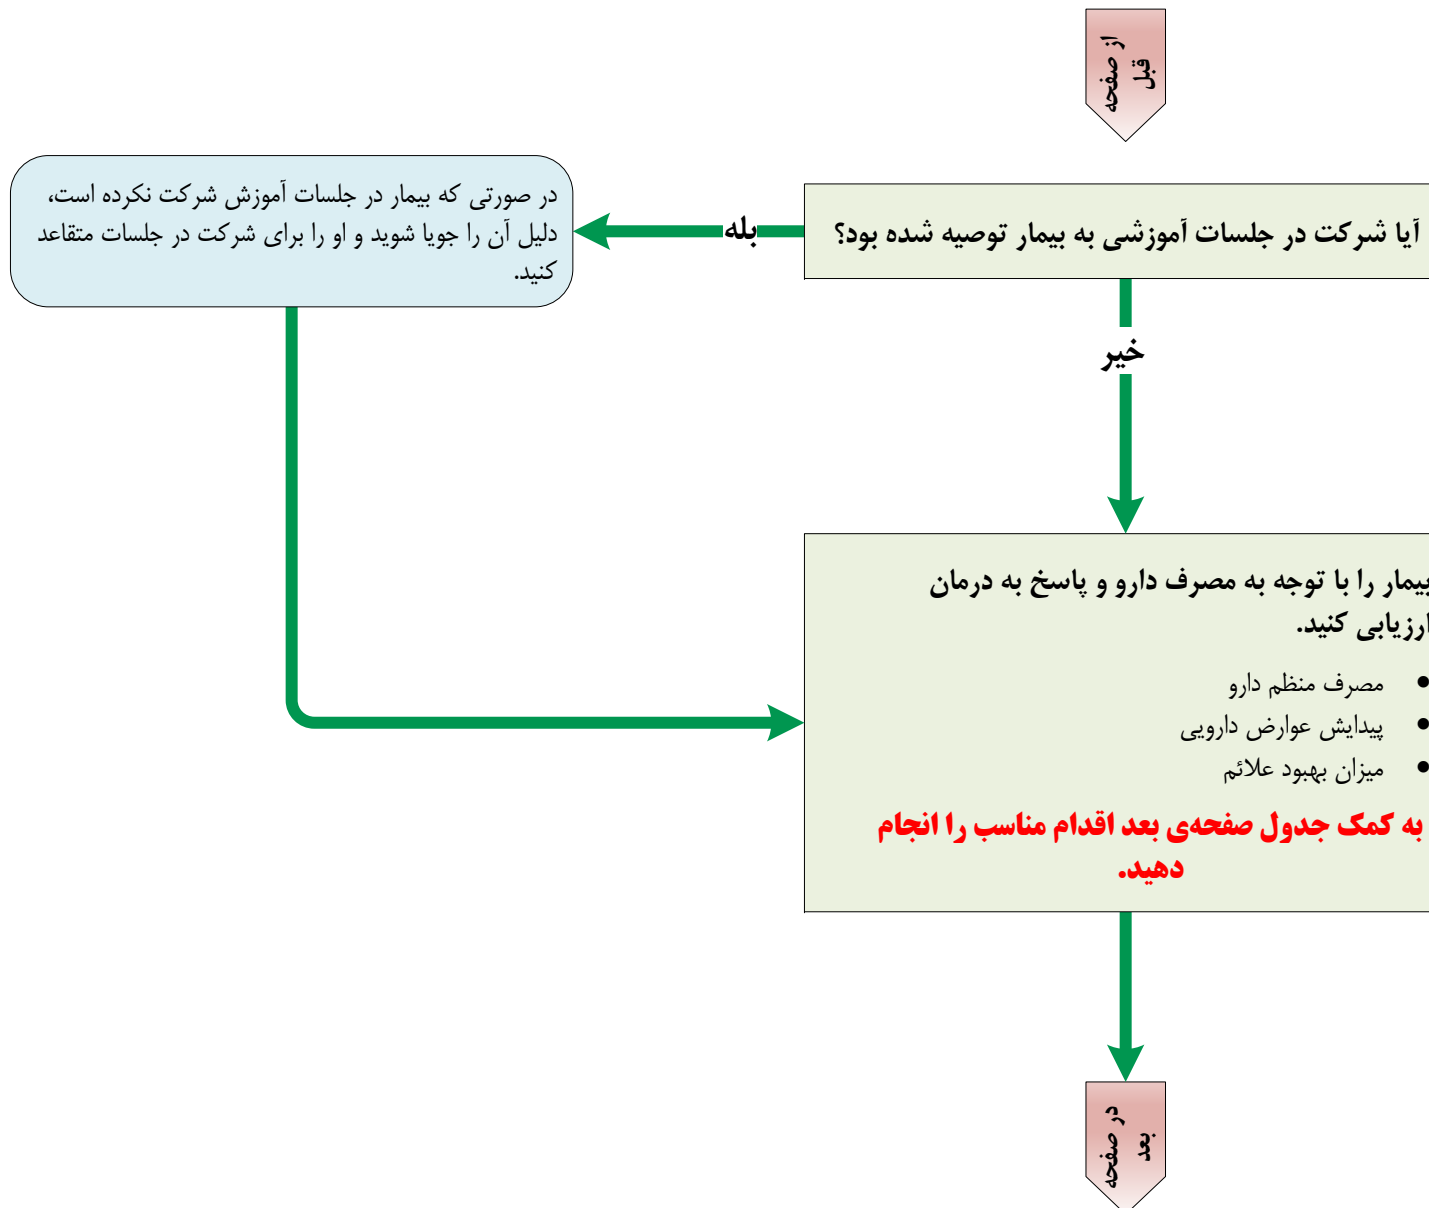 از صفحه
قبل
آیا شرکت در جلسات آموزشی به بیمار توصیه شده بود؟
بله
در صورتی که بیمار در جلسات آموزش شرکت نکرده است،
دلیل آن را جویا شوید و او را برای شرکت در جلسات متقاعد
کنید.
خیر
بیمار را با توجه به مصرف دارو و پاسخ به درمان
ارزیابی کنید.
• مصرف منظم دارو
• پیدایش عوارض دارویی
• میزان بهبود علائم
به کمک جدول صفحه‌ی بعد اقدام مناسب را انجام
دهید.
در صفحه
بعد